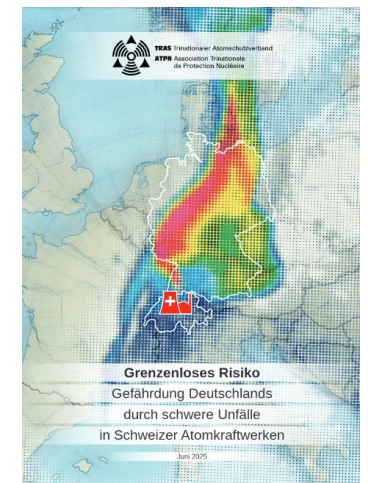 TRAS Trinationaler Atomschutzverband
ATPN Association Trinationale
de Protection Nucléaire
Grenzenloses Risiko
Gefährdung Deutschlands
durch schwere Unfälle
in Schweizer Atomkraftwerken
Juni 2025